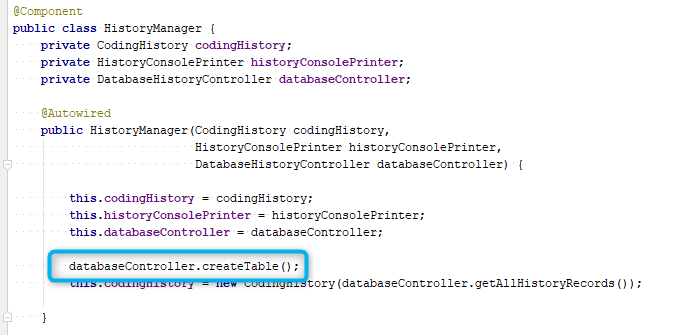 @Component
public class HistoryManager {
    private CodingHistory codingHistory;
    private HistoryConsolePrinter historyConsolePrinter;
    private DatabaseHistoryController databaseController;
    @Autowired
    public HistoryManager(CodingHistory codingHistory,
                          HistoryConsolePrinter historyConsolePrinter,
                          DatabaseHistoryController databaseController) {
        this.codingHistory = codingHistory;
        this.historyConsolePrinter = historyConsolePrinter;
        this.databaseController = databaseController;
        databaseController.createTable();
        this.codingHistory = new CodingHistory(databaseController.getAllHistoryRecords());
    }